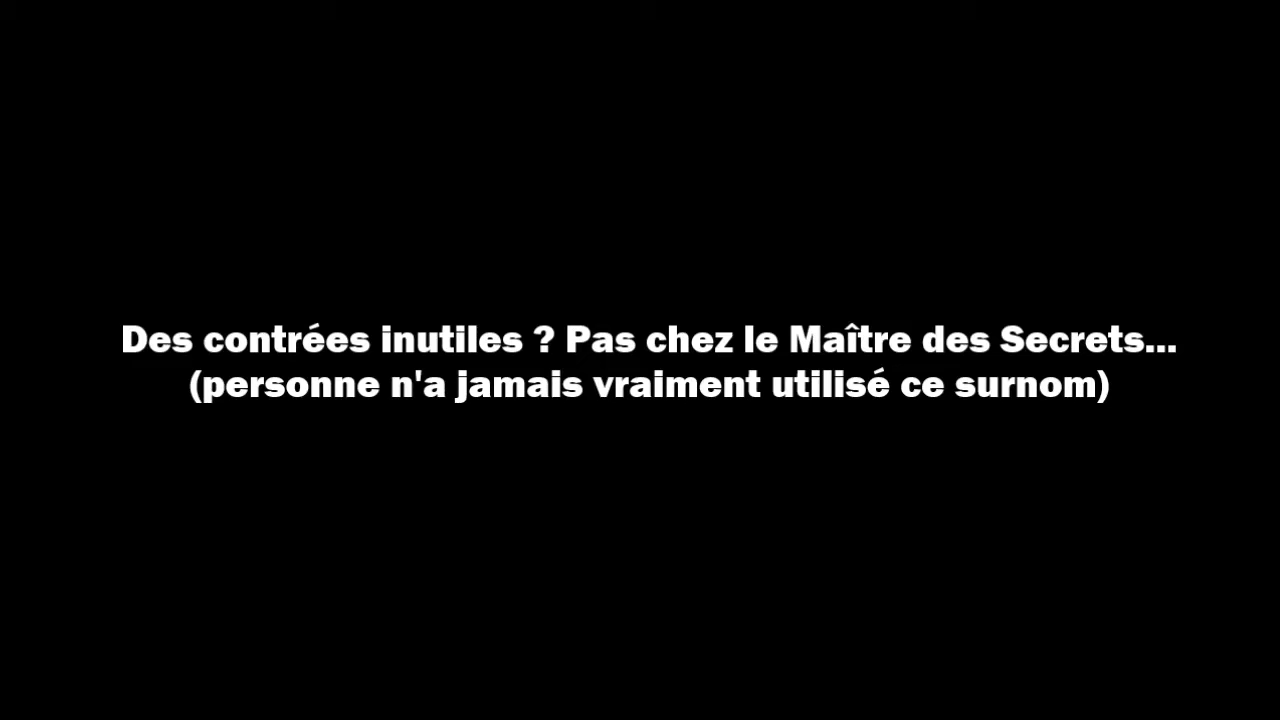 Des contrées inutiles ? Pas chez le Maître des Secrets...
(personne n'a jamais vraiment utilisé ce surnom)